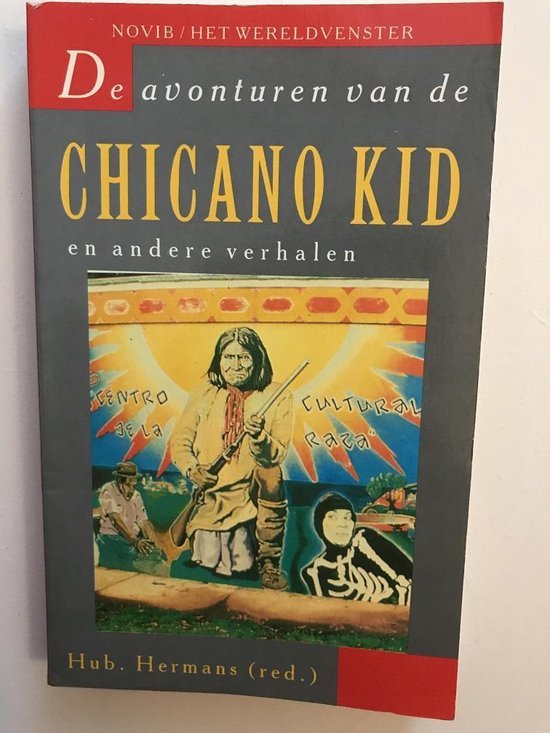 NOVIB / HET WERELDVENSTER
De avonturen van de
CHICANO KID
en andere verhalen
CENTRO CULTURAL
DE LA RAZA
Hub. Hermans (red.)